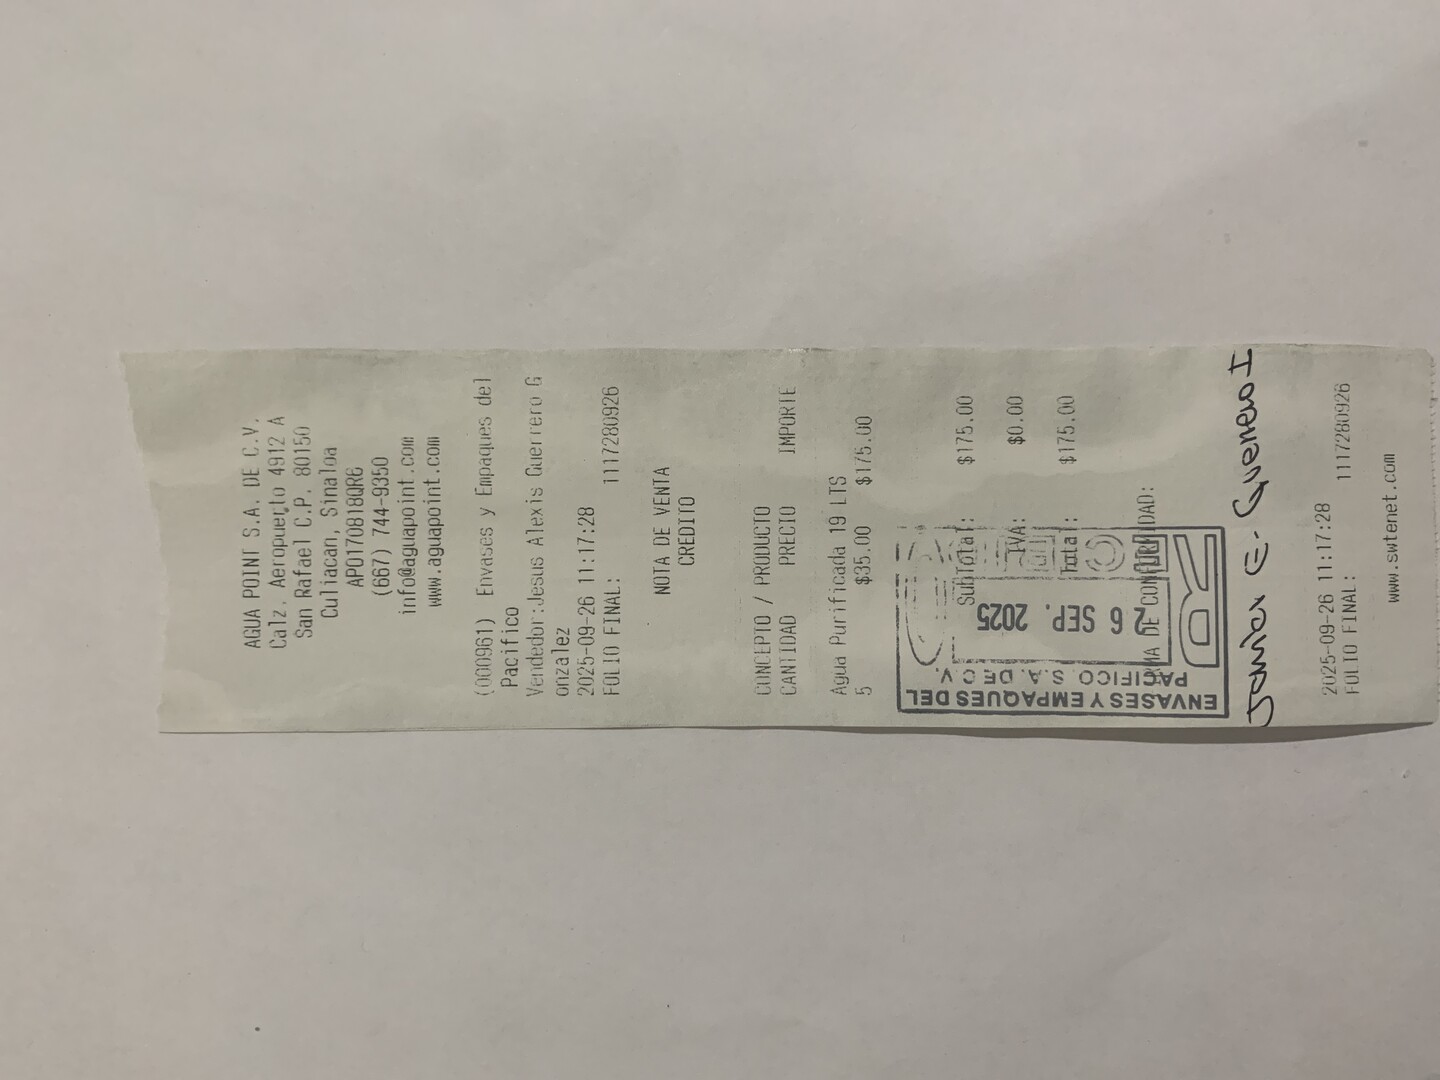 AGUA POINT S.A. DE C.V.
Calz. Aeropuerto 4912 A
San Rafael C.P. 80150
Culiacan, Sinaloa
APO170818QR6
(667) 744-9350
info@aguapoint.com
www.aguapoint.com
(000961) Envases y Empaques del
Pacifico
Vendedor:Jesus Alexis Guerrero G
onzalez
2025-09-26 11:17:28
FOLIO FINAL: 1117280926
NOTA DE VENTA
CREDITO
CONCEPTO / PRODUCTO
CANTIDAD PRECIO IMPORTE
Agua Purificada 19 LTS
5 $35.00 $175.00
SubTotal: $175.00
IVA: $0.00
Total: $175.00
FIRMA DE CONFORMIDAD:
ENVASES Y EMPAQUES DEL
PACIFICO S.A. DE C.V.
26 SEP. 2025
Javier E. Guerrero I
2025-09-26 11:17:28
FOLIO FINAL: 1117280926
www.swtenet.com